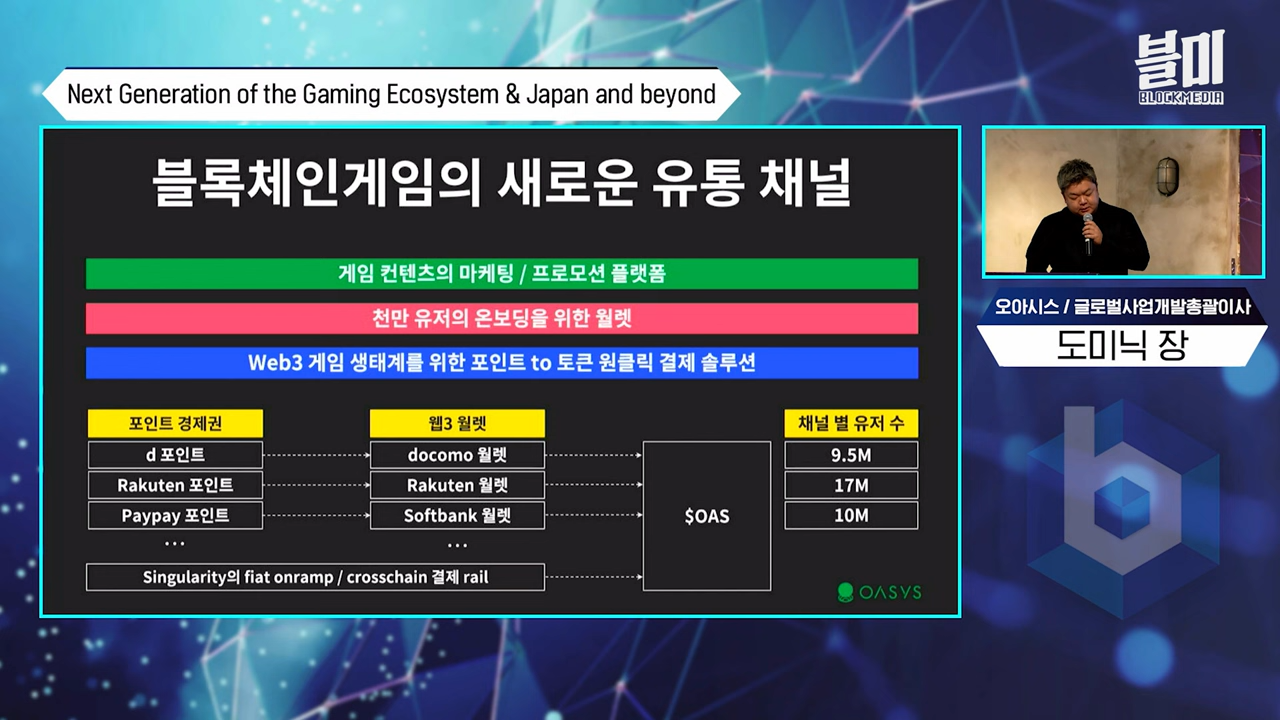 Next Generation of the Gaming Ecosystem & Japan and beyond
블미
BLOCKMEDIA
블록체인게임의 새로운 유통 채널
게임 컨텐츠의 마케팅 / 프로모션 플랫폼
천만 유저의 온보딩을 위한 월렛
Web3 게임 생태계를 위한 포인트 to 토큰 원클릭 결제 솔루션
포인트 경제권
웹3 월렛
채널 별 유저 수
d 포인트
docomo 월렛
9.5M
Rakuten 포인트
Rakuten 월렛
17M
Paypay 포인트
Softbank 월렛
10M
...
...
$OAS
Singularity의 fiat onramp / crosschain 결제 rail
OASYS
오아시스 / 글로벌사업개발총괄이사
도미닉 장